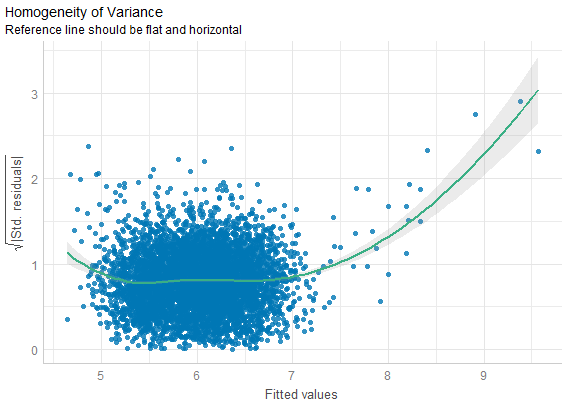 Homogeneity of Variance
Reference line should be flat and horizontal
√|Std. residuals|
3
2
1
0
5
6
7
8
9
Fitted values